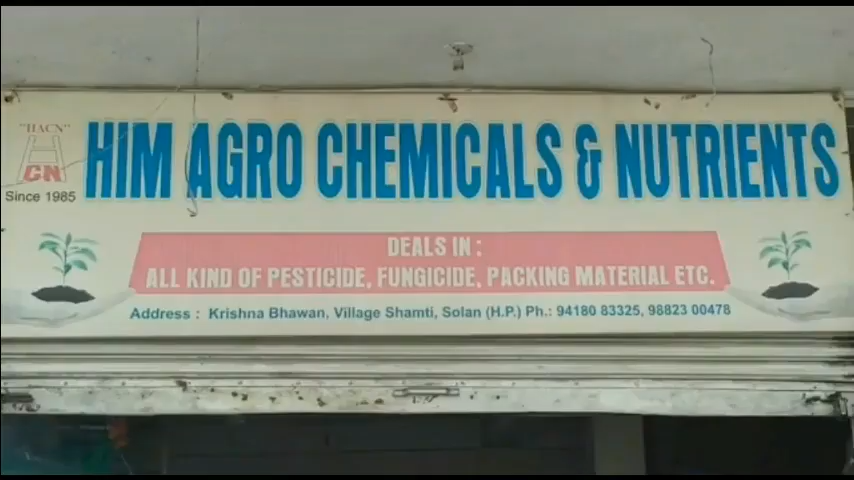 "HACN"
CN
Since 1985
HIM AGRO CHEMICALS & NUTRIENTS
DEALS IN :
ALL KIND OF PESTICIDE, FUNGICIDE, PACKING MATERIAL ETC.
Address : Krishna Bhawan, Village Shamti, Solan (H.P.) Ph.: 94180 83325, 98823 00478